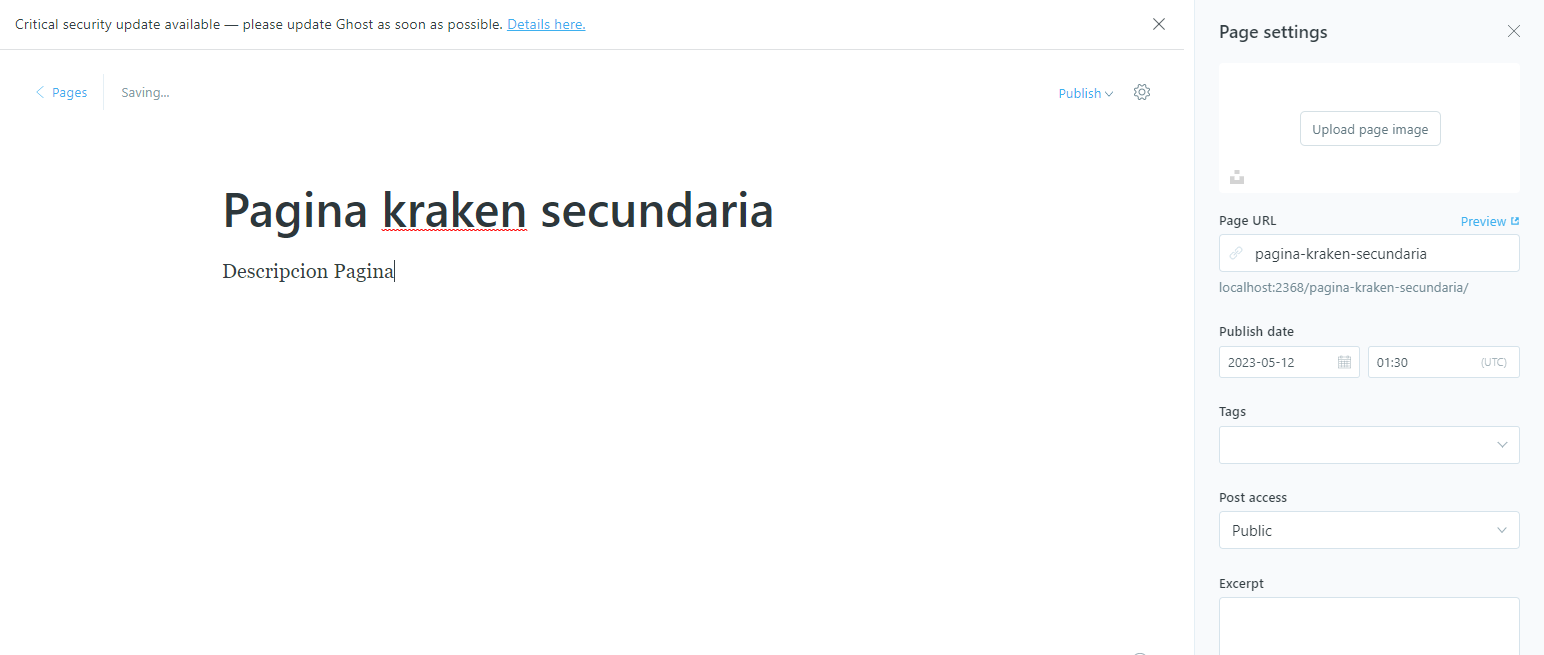 Critical security update available — please update Ghost as soon as possible. Details here.
Pages
Saving...
Publish
Pagina kraken secundaria
Descripcion Pagina
Page settings
Upload page image
Page URL
Preview
pagina-kraken-secundaria
localhost:2368/pagina-kraken-secundaria/
Publish date
2023-05-12 01:30 (UTC)
Tags
Post access
Public
Excerpt